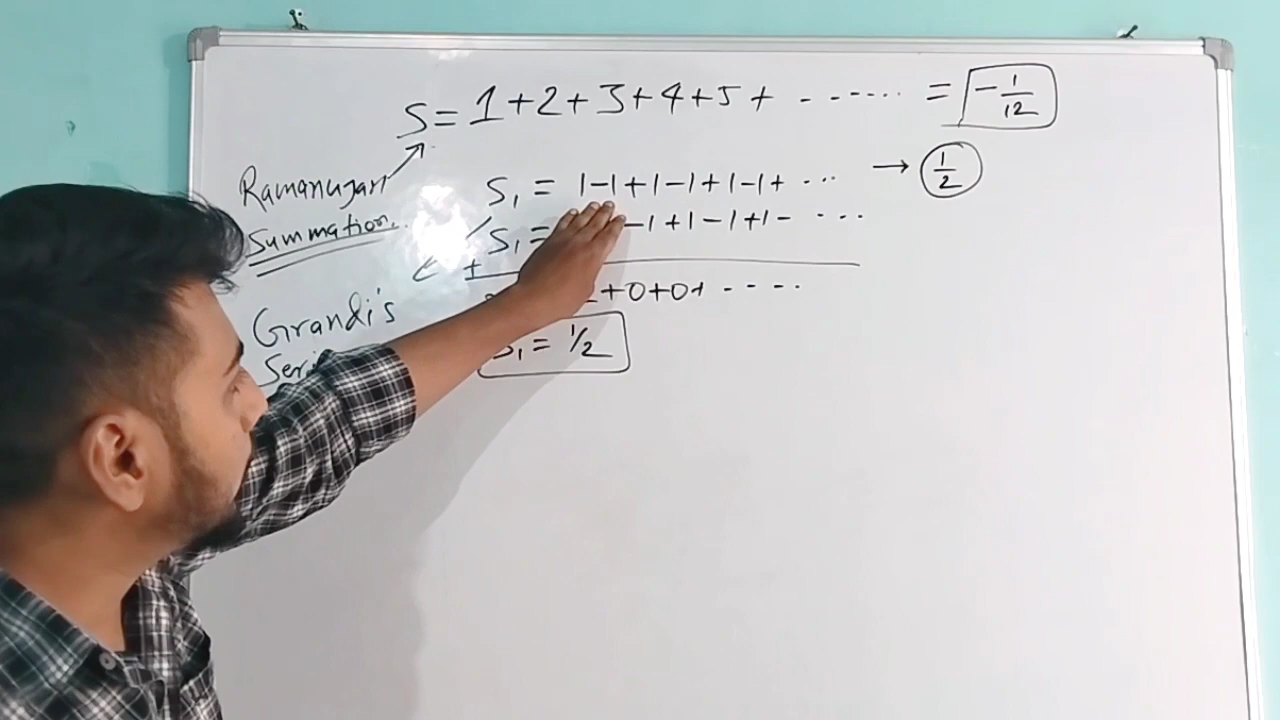 S = 1 + 2 + 3 + 4 + 5 + - - - - - - = -1/12
Ramanujan
Summation.
S₁ = 1 - 1 + 1 - 1 + 1 - 1 + ... → 1/2
S₁ = - 1 + 1 - 1 + 1 - ...
+
+ 0 + 0 + - - - -
Grandi's
S₁ = 1/2